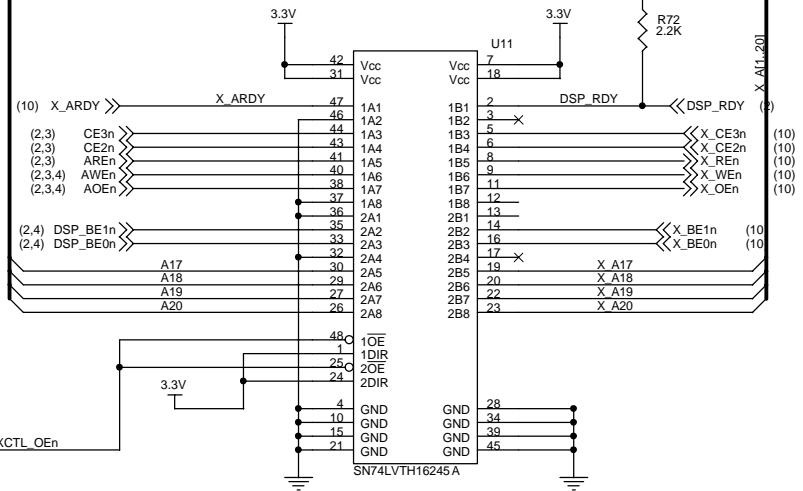 3.3V 3.3V R72
2.2K
U11
X_A[1..20]
42 Vcc Vcc 7
31 Vcc Vcc 18
(10) X_ARDY X_ARDY 47 1A1 1B1 2 DSP_RDY DSP_RDY (2)
46 1A2 1B2 3
(2,3) CE3n 44 1A3 1B3 5 X_CE3n (10)
(2,3) CE2n 43 1A4 1B4 6 X_CE2n (10)
(2,3) AREn 41 1A5 1B5 8 X_REn (10)
(2,3,4) AWEn 40 1A6 1B6 9 X_WEn (10)
(2,3,4) AOEn 38 1A7 1B7 11 X_OEn (10)
37 1A8 1B8 12
36 2A1 2B1 13
(2,4) DSP_BE1n 35 2A2 2B2 14 X_BE1n (10
(2,4) DSP_BE0n 33 2A3 2B3 16 X_BE0n (10
32 2A4 2B4 17
A17 30 2A5 2B5 19 X_A17
A18 29 2A6 2B6 20 X_A18
A19 27 2A7 2B7 22 X_A19
A20 26 2A8 2B8 23 X_A20
48 1OE
1 1DIR
25 2OE
3.3V 24 2DIR
4 GND GND 28
10 GND GND 34
15 GND GND 39
XCTL_OEn 21 GND GND 45
SN74LVTH16245A